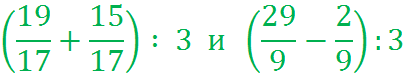 (19/17 + 15/17) : 3 и (29/9 − 2/9) : 3